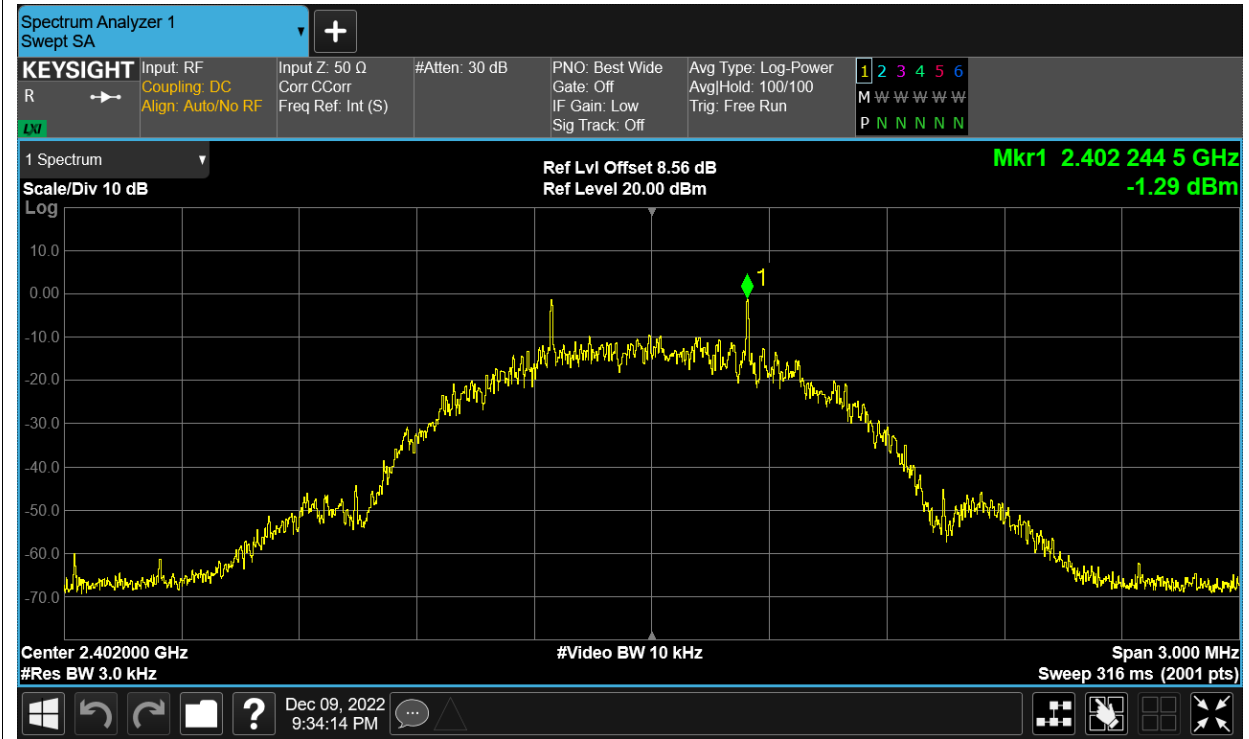 Spectrum Analyzer 1
Swept SA
+
KEYSIGHT
R
LXI
Input: RF
Coupling: DC
Align: Auto/No RF
Input Z: 50 Ω
Corr CCorr
Freq Ref: Int (S)
#Atten: 30 dB
PNO: Best Wide
Gate: Off
IF Gain: Low
Sig Track: Off
Avg Type: Log-Power
Avg|Hold: 100/100
Trig: Free Run
1 2 3 4 5 6
M W W W W W
P N N N N N
1 Spectrum
Scale/Div 10 dB
Log
Ref Lvl Offset 8.56 dB
Ref Level 20.00 dBm
Mkr1 2.402 244 5 GHz
-1.29 dBm
10.0
0.00
-10.0
-20.0
-30.0
-40.0
-50.0
-60.0
-70.0
1
Center 2.402000 GHz
#Res BW 3.0 kHz
#Video BW 10 kHz
Span 3.000 MHz
Sweep 316 ms (2001 pts)
?
Dec 09, 2022
9:34:14 PM